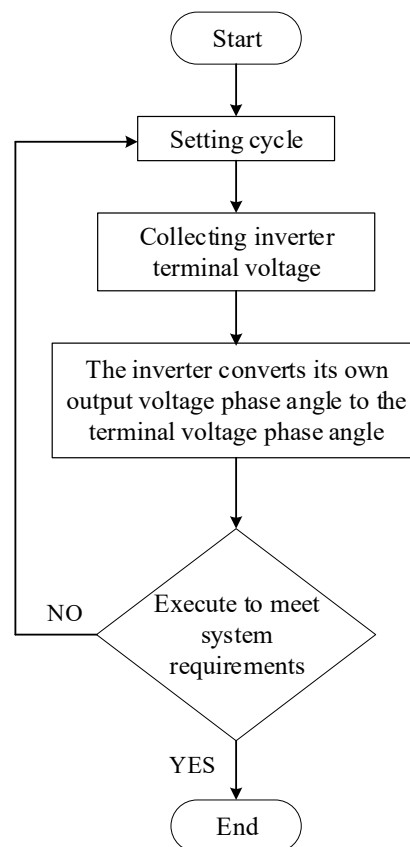 Start
Setting cycle
Collecting inverter
terminal voltage
The inverter converts its own
output voltage phase angle to the
terminal voltage phase angle
NO
Execute to meet
system
requirements
YES
End